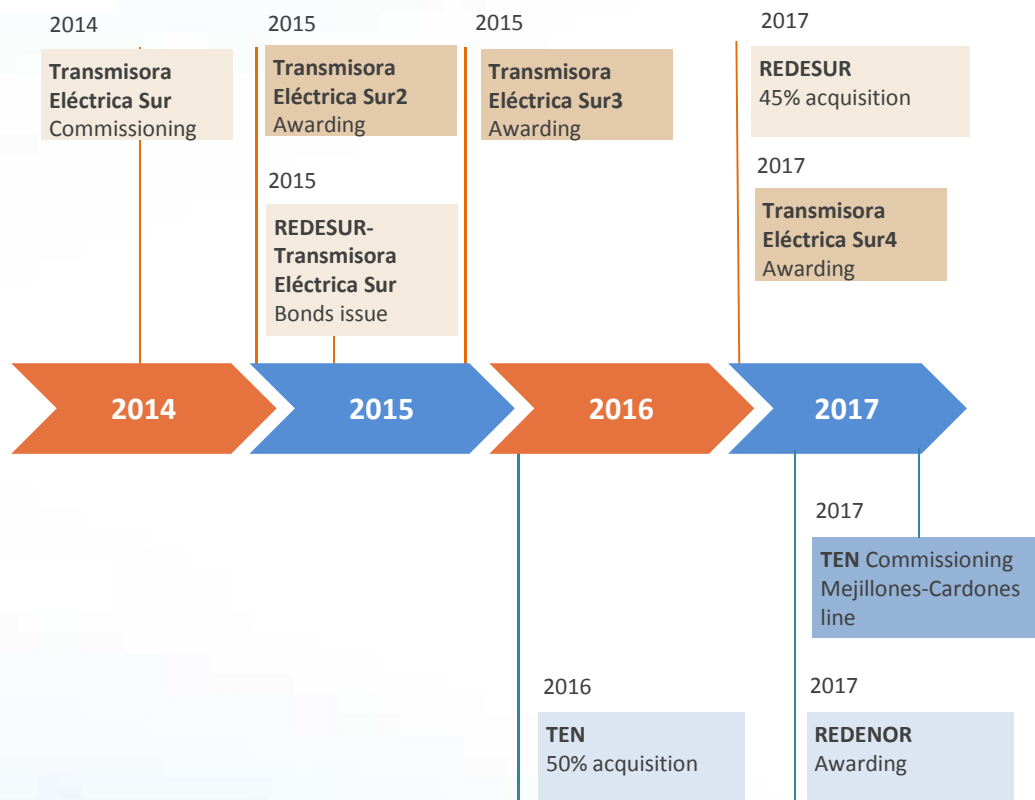 2014
Transmisora
Eléctrica Sur
Commissioning
2015
Transmisora
Eléctrica Sur2
Awarding
2015
REDESUR-
Transmisora
Eléctrica Sur
Bonds issue
2015
Transmisora
Eléctrica Sur3
Awarding
2017
REDESUR
45% acquisition
2017
Transmisora
Eléctrica Sur4
Awarding
2014
2015
2016
2017
2017
TEN Commissioning
Mejillones-Cardones
line
2016
TEN
50% acquisition
2017
REDENOR
Awarding